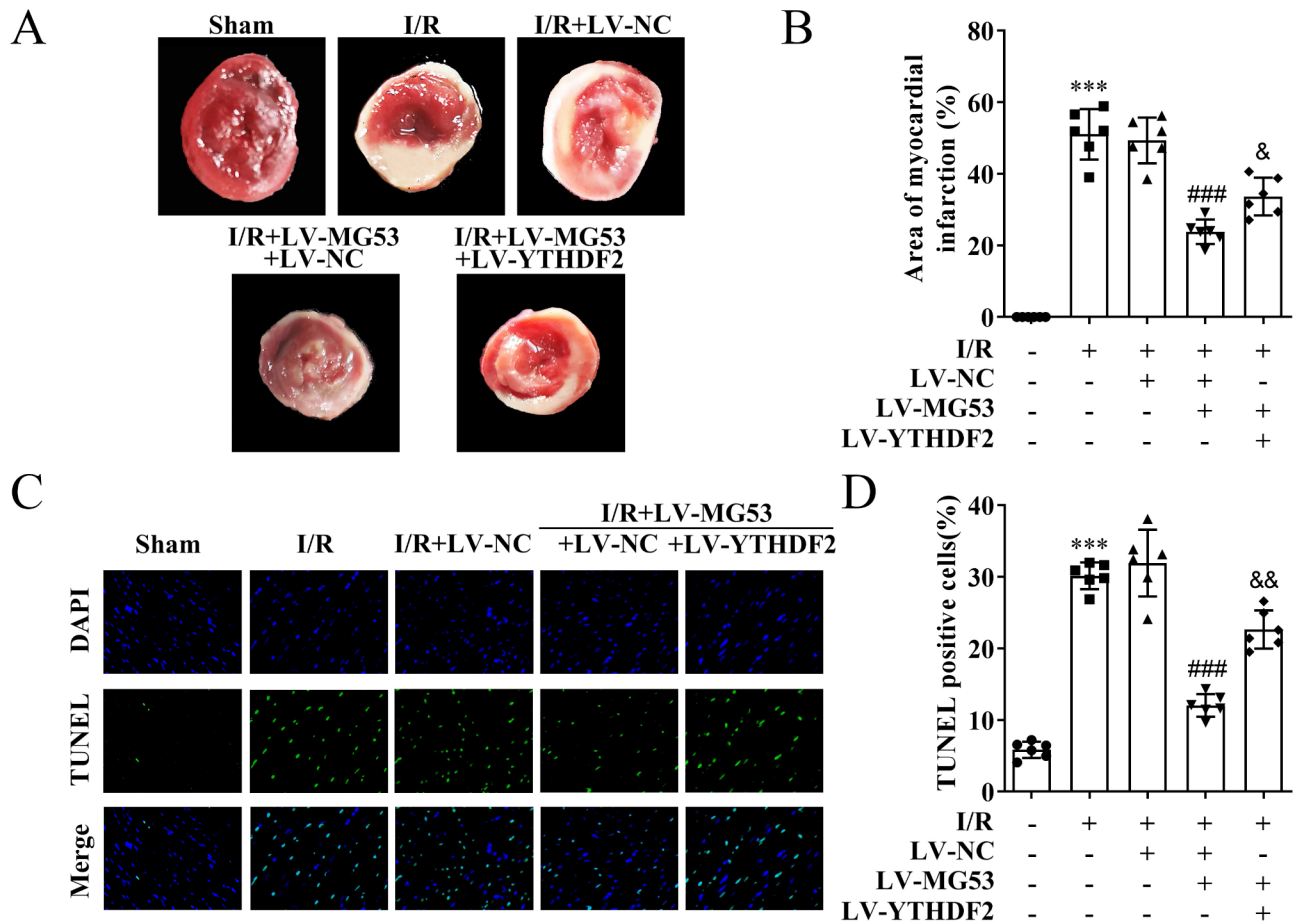 A
Sham I/R I/R+LV-NC
I/R+LV-MG53 I/R+LV-MG53
+LV-NC +LV-YTHDF2
B
Area of myocardial
infarction (%)
80
60
40
20
0
***
###
&
I/R - + + + +
LV-NC - - + + -
LV-MG53 - - - + +
LV-YTHDF2 - - - - +
C
I/R+LV-MG53
Sham I/R I/R+LV-NC +LV-NC +LV-YTHDF2
DAPI
TUNEL
Merge
D
TUNEL positive cells(%)
40
30
20
10
0
***
###
&&
I/R - + + + +
LV-NC - - + + -
LV-MG53 - - - + +
LV-YTHDF2 - - - - +